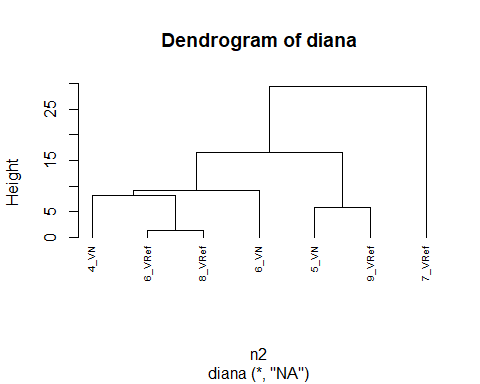 Dendrogram of diana
Height
25
15
5
0
4_VN
6_VRef
8_VRef
6_VN
5_VN
9_VRef
7_VRef
n2
diana (*, "NA")